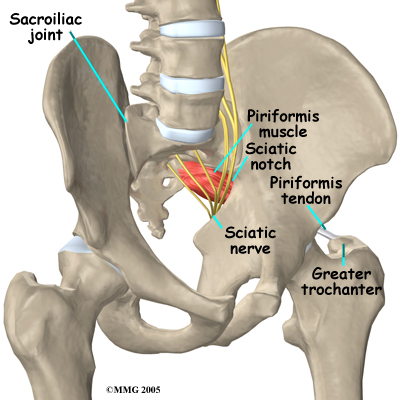 Sacroiliac
joint
Piriformis
muscle
Sciatic
notch
Piriformis
tendon
Sciatic
nerve
Greater
trochanter
©MMG 2005